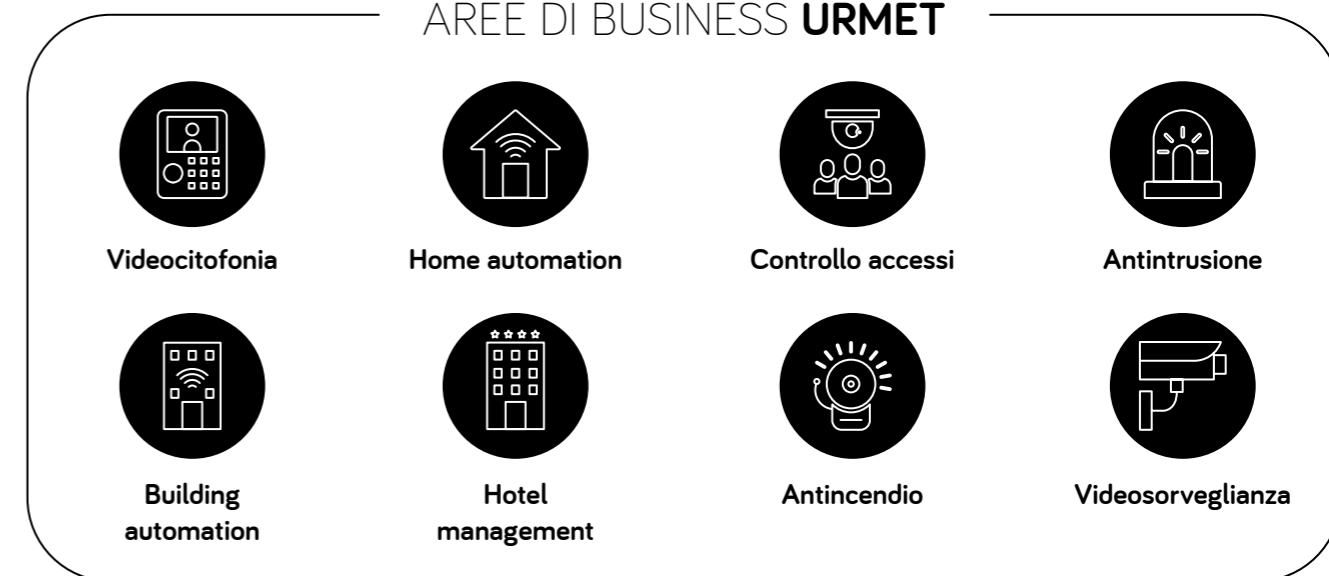 AREE DI BUSINESS URMET
Videocitofonia
Home automation
Controllo accessi
Antintrusione
Building
automation
Hotel
management
Antincendio
Videosorveglianza